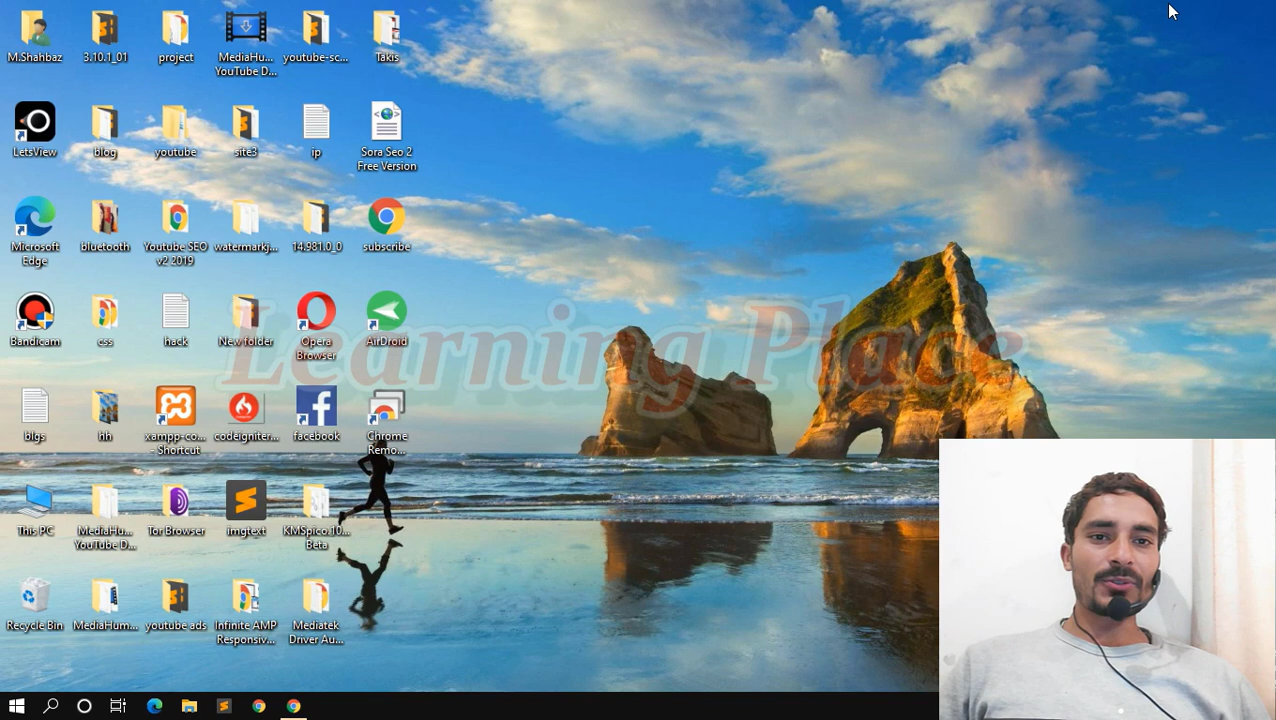 M.Shahbaz
3.10.1_01
project
MediaHu...
YouTube D...
youtube-sc...
Takis
LetsView
blog
youtube
site3
ip
Sora Seo 2
Free Version
Microsoft
Edge
bluetooth
Youtube SEO
v2 2019
watermarkj...
14.981.0_0
subscribe
Bandicam
css
hack
New folder
Opera
Browser
AirDroid
Learning Place
blgs
hh
xampp-co...
- Shortcut
codeigniter...
facebook
Chrome
Remo...
This PC
MediaHu...
YouTube D...
Tor Browser
imgtext
KMSpico.10...
Beta
Recycle Bin
MediaHum...
youtube ads
Infinite AMP
Responsiv...
Mediatek
Driver Au...